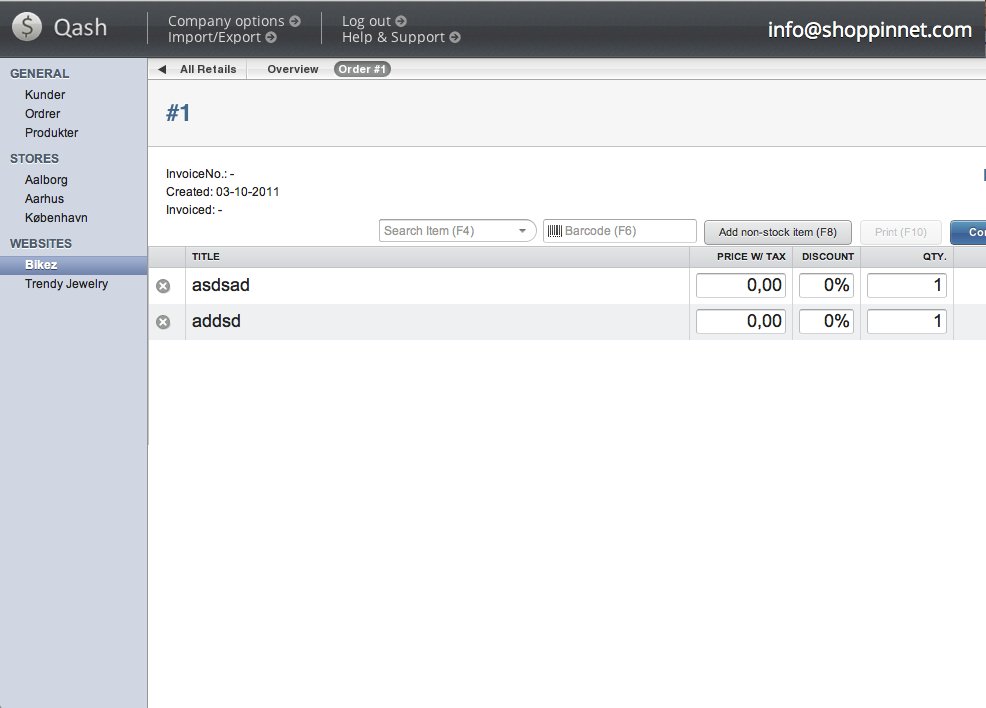 Qash
Company options
Import/Export
Log out
Help & Support
info@shoppinnet.com
GENERAL
Kunder
Ordrer
Produkter
STORES
Aalborg
Aarhus
København
WEBSITES
Bikez
Trendy Jewelry
All Retails Overview Order #1
#1
InvoiceNo.: -
Created: 03-10-2011
Invoiced: -
Search Item (F4) Barcode (F6) Add non-stock item (F8) Print (F10)
TITLE PRICE W/ TAX DISCOUNT QTY.
asdsad 0,00 0% 1
addsd 0,00 0% 1